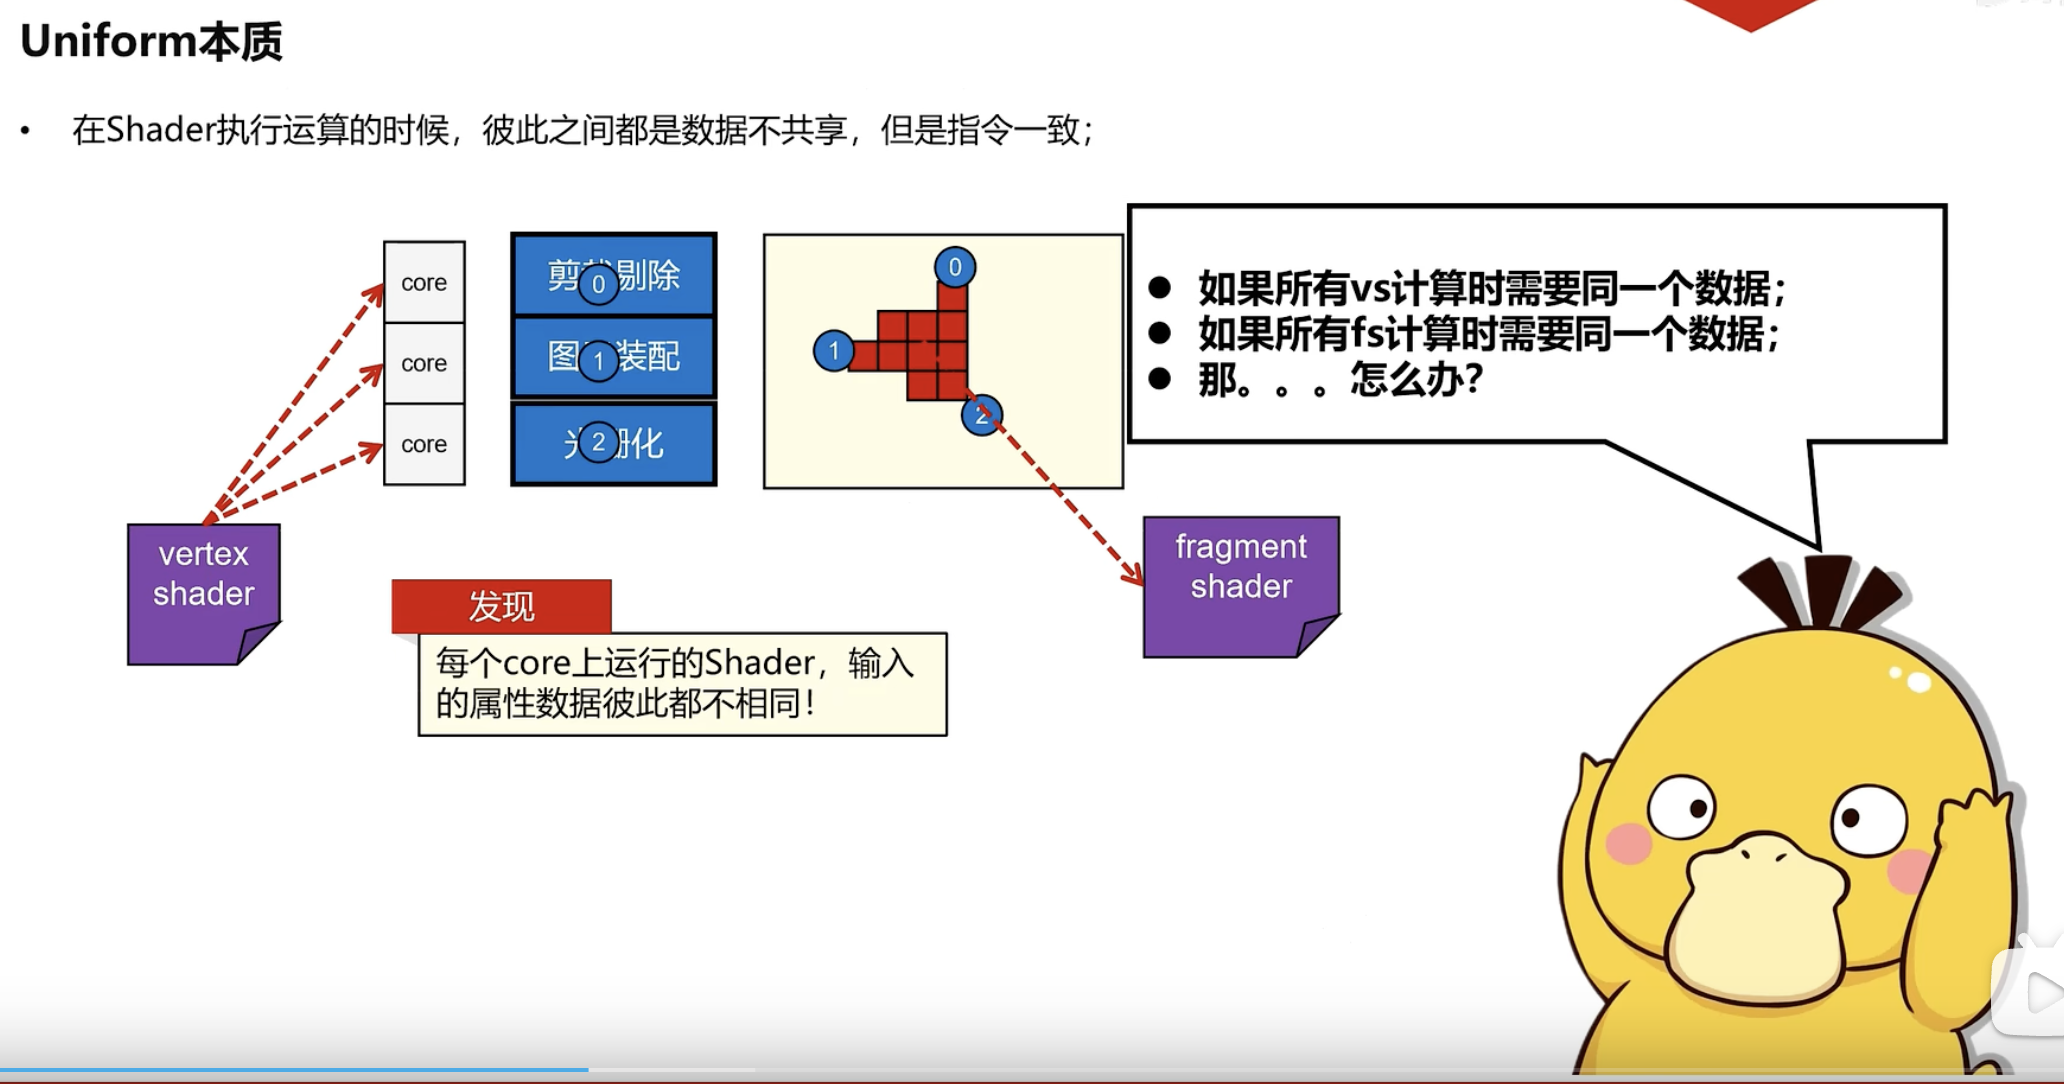 Uniform本质
• 在Shader执行运算的时候，彼此之间都是数据不共享，但是指令一致；
core
core
core
0
剔除
1
装配
2
化
0
1
2
● 如果所有vs计算时需要同一个数据；
● 如果所有fs计算时需要同一个数据；
● 那。。。怎么办？
vertex
shader
fragment
shader
发现
每个core上运行的Shader，输入
的属性数据彼此都不相同！